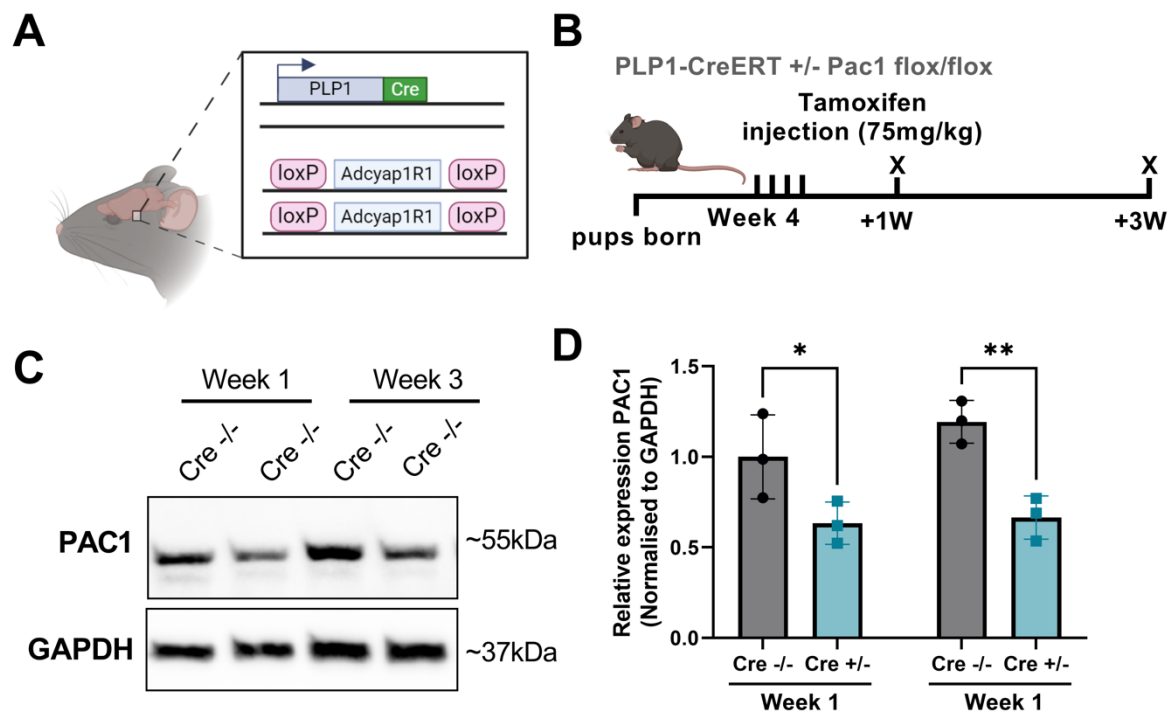 A
PLP1
Cre
loxP
Adcyap1R1
loxP
loxP
Adcyap1R1
loxP
B
PLP1-CreERT +/- Pac1 flox/flox
Tamoxifen
injection (75mg/kg)
X
X
Week 4
pups born
+1W
+3W
C
Week 1
Week 3
Cre -/-
Cre -/-
Cre -/-
Cre -/-
PAC1
~55kDa
GAPDH
~37kDa
D
Relative expression PAC1
(Normalised to GAPDH)
1.5
1.0
0.5
0.0
*
**
Cre -/-
Cre +/-
Cre -/-
Cre +/-
Week 1
Week 1